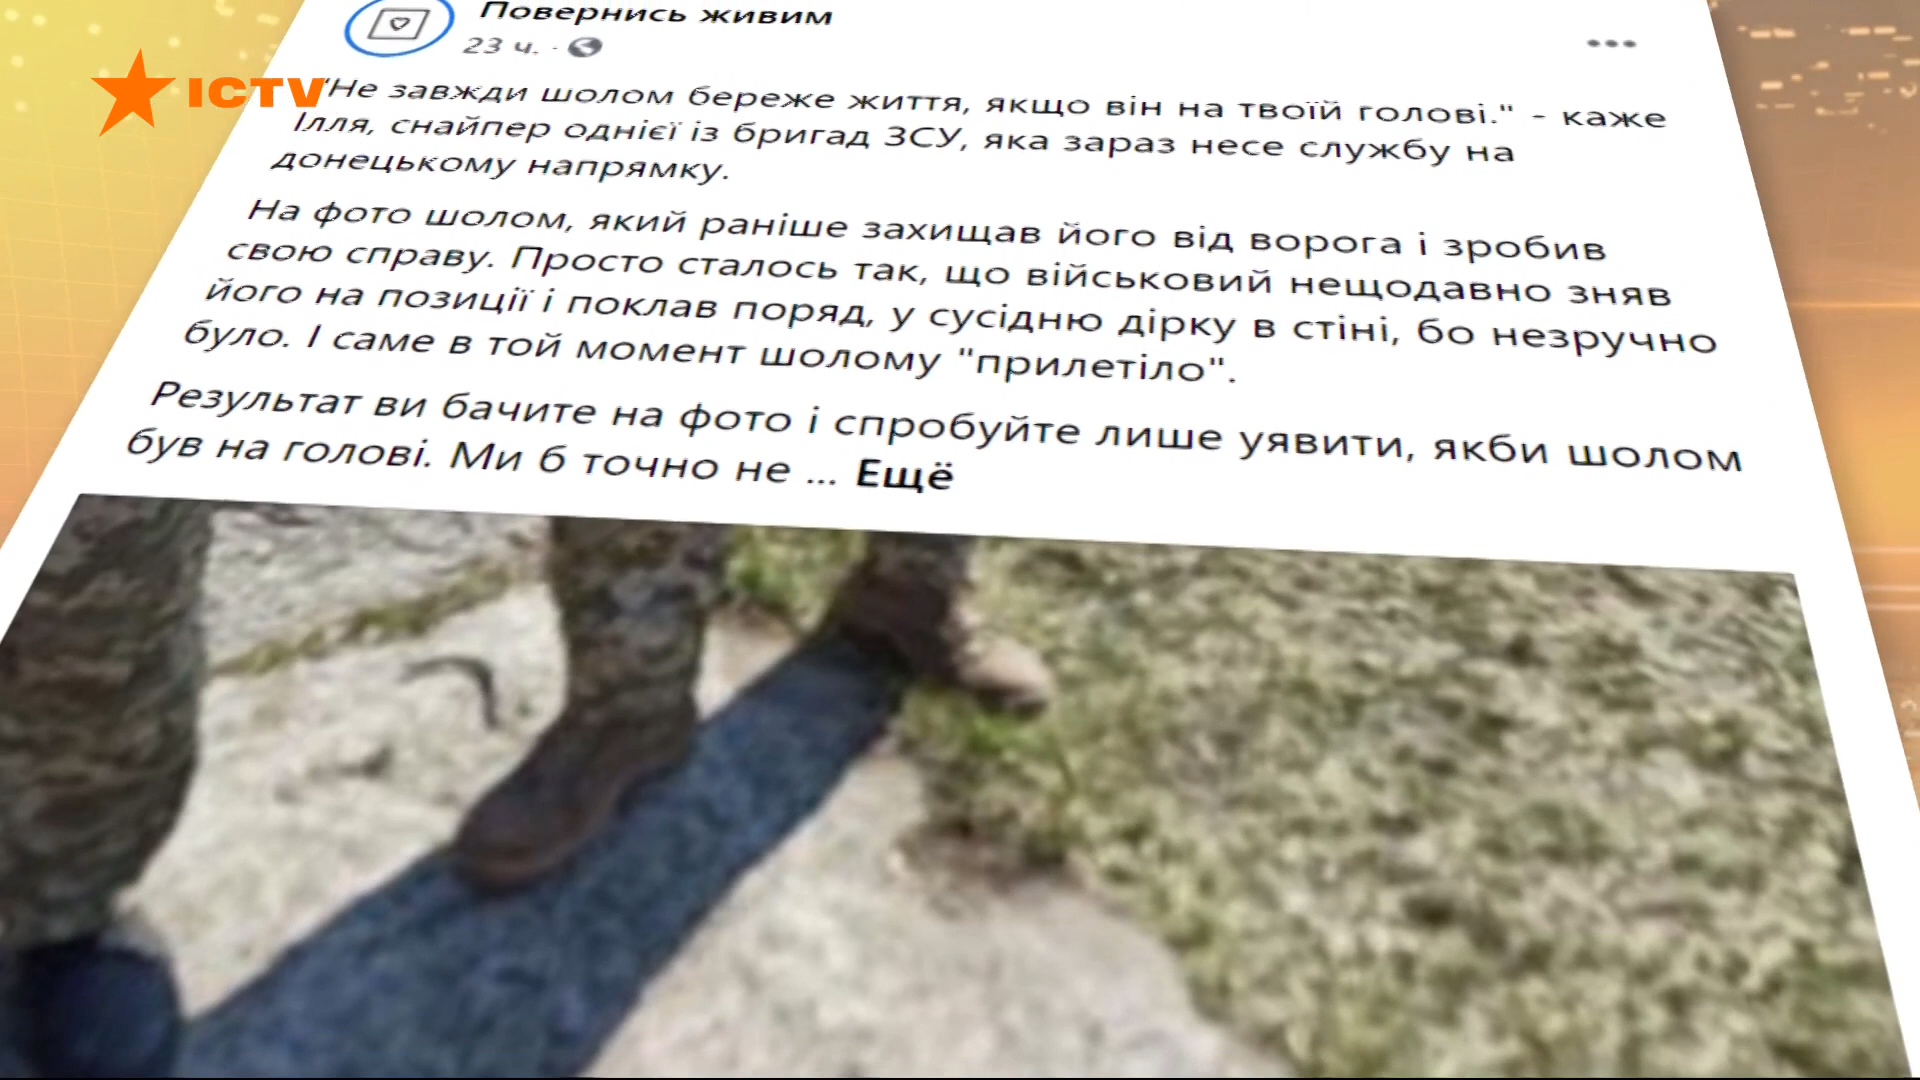 Повернись живим
23 ч. ·
ICTV
"Не завжди шолом береже життя, якщо він на твоїй голові." - каже
Ілля, снайпер однієї із бригад ЗСУ, яка зараз несе службу на
донецькому напрямку.
На фото шолом, який раніше захищав його від ворога і зробив
свою справу. Просто сталось так, що військовий нещодавно зняв
його на позиції і поклав поряд, у сусідню дірку в стіні, бо незручно
було. І саме в той момент шолому "прилетіло".
Результат ви бачите на фото і спробуйте лише уявити, якби шолом
був на голові. Ми б точно не ... Ещё